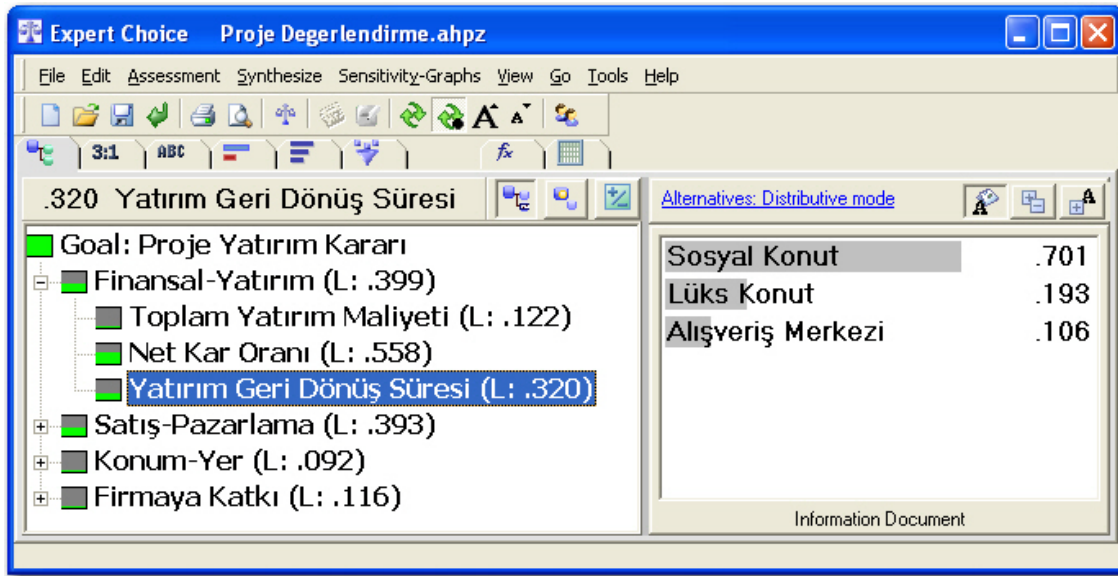 Expert Choice Proje Degerlendirme.ahpz
File Edit Assessment Synthesize Sensitivity-Graphs View Go Tools Help
A A
3:1 ABC fx
.320 Yatırım Geri Dönüş Süresi
Goal: Proje Yatırım Kararı
Finansal-Yatırım (L: .399)
Toplam Yatırım Maliyeti (L: .122)
Net Kar Oranı (L: .558)
Yatırım Geri Dönüş Süresi (L: .320)
Satış-Pazarlama (L: .393)
Konum-Yer (L: .092)
Firmaya Katkı (L: .116)
Alternatives: Distributive mode
A A
Sosyal Konut .701
Lüks Konut .193
Alışveriş Merkezi .106
Information Document